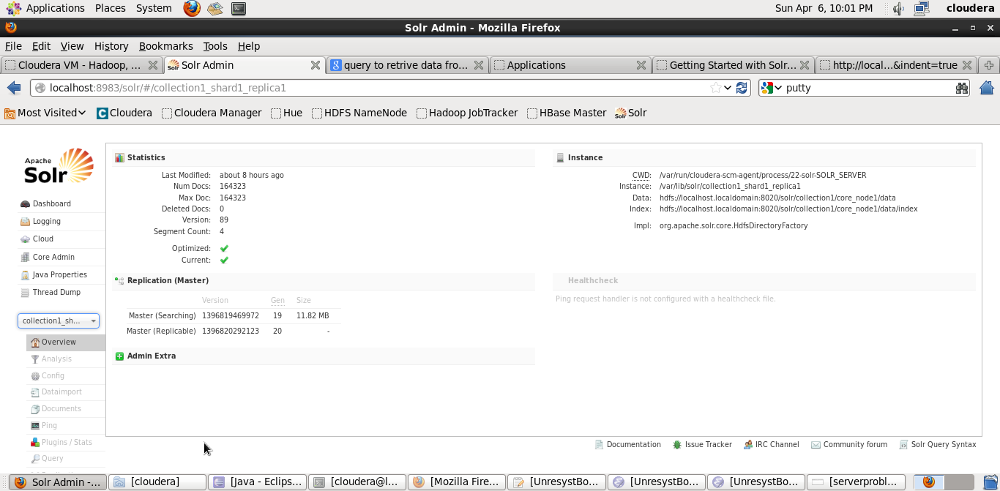 Applications Places System Sun Apr 6, 10:01 PM cloudera
Solr Admin - Mozilla Firefox
File Edit View History Bookmarks Tools Help
Cloudera VM - Hadoop, ... Solr Admin query to retrive data fro... Applications Getting Started with Solr... http://local...&indent=true
localhost:8983/solr/#/collection1_shard1_replica1 putty
Most Visited Cloudera Cloudera Manager Hue HDFS NameNode Hadoop JobTracker HBase Master Solr
Apache
Solr
Dashboard
Logging
Cloud
Core Admin
Java Properties
Thread Dump
collection1_sh...
Overview
Analysis
Config
Dataimport
Documents
Ping
Plugins / Stats
Query
Statistics
Last Modified: about 8 hours ago
Num Docs: 164323
Max Doc: 164323
Deleted Docs: 0
Version: 89
Segment Count: 4
Optimized:
Current:
Replication (Master)
Version Gen Size
Master (Searching) 1396819469972 19 11.82 MB
Master (Replicable) 1396820292123 20 -
Admin Extra
Instance
CWD: /var/run/cloudera-scm-agent/process/22-solr-SOLR_SERVER
Instance: /var/lib/solr/collection1_shard1_replica1
Data: hdfs://localhost.localdomain:8020/solr/collection1/core_node1/data
Index: hdfs://localhost.localdomain:8020/solr/collection1/core_node1/data/index
Impl: org.apache.solr.core.HdfsDirectoryFactory
Healthcheck
Ping request handler is not configured with a healthcheck file.
Documentation Issue Tracker IRC Channel Community forum Solr Query Syntax
Solr Admin -... [cloudera] [Java - Eclips... [cloudera@l... [Mozilla Fire... [UnresystBo... [UnresystBo... [UnresystBo... [serverprobl...